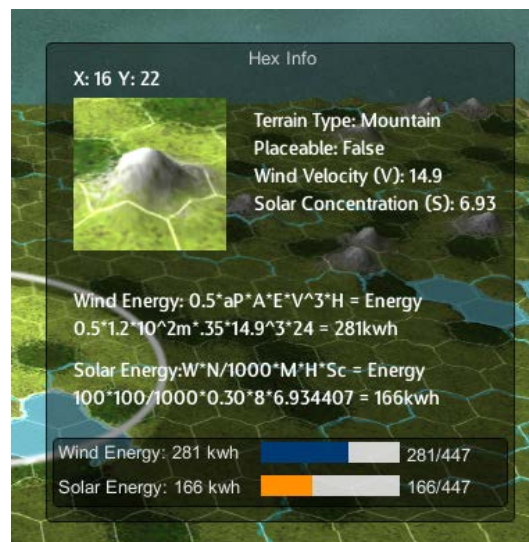 Hex Info
X: 16 Y: 22
Terrain Type: Mountain
Placeable: False
Wind Velocity (V): 14.9
Solar Concentration (S): 6.93
Wind Energy: 0.5*aP*A*E*V^3*H = Energy
0.5*1.2*10^2m*.35*14.9^3*24 = 281kwh
Solar Energy:W*N/1000*M*H*Sc = Energy
100*100/1000*0.30*8*6.934407 = 166kwh
Wind Energy: 281 kwh 281/447
Solar Energy: 166 kwh 166/447